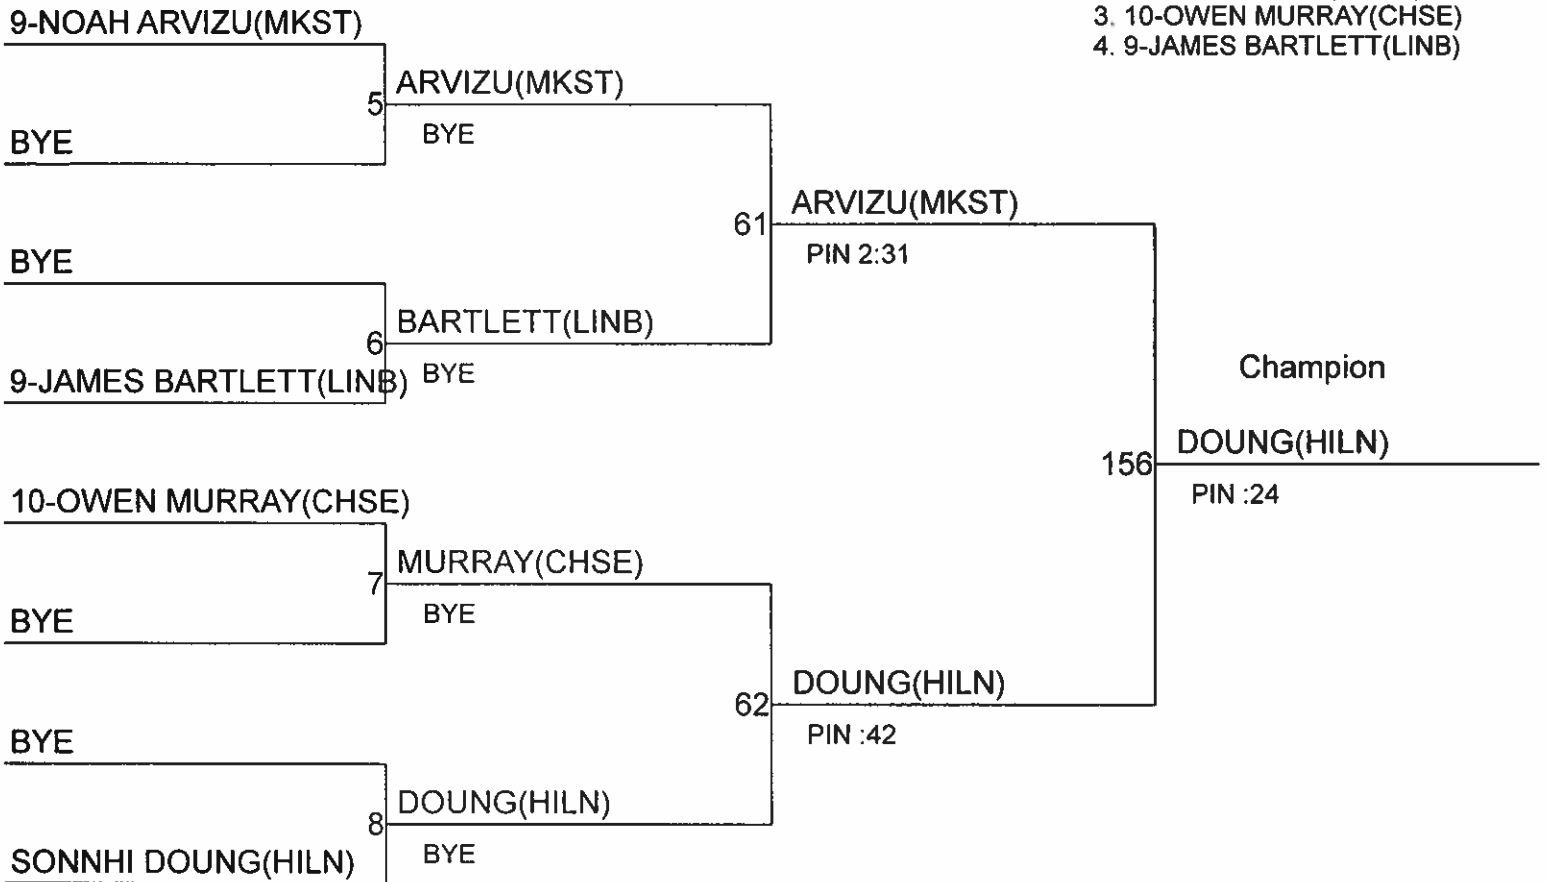 9-NOAH ARVIZU(MKST)
3. 10-OWEN MURRAY(CHSE)
4. 9-JAMES BARTLETT(LINB)
ARVIZU(MKST)
5
BYE
BYE
ARVIZU(MKST)
61
PIN 2:31
BYE
BARTLETT(LINB)
6
BYE
9-JAMES BARTLETT(LINB)
Champion
DOUNG(HILN)
156
PIN :24
10-OWEN MURRAY(CHSE)
MURRAY(CHSE)
7
BYE
BYE
DOUNG(HILN)
62
PIN :42
BYE
DOUNG(HILN)
8
BYE
SONNHI DOUNG(HILN)